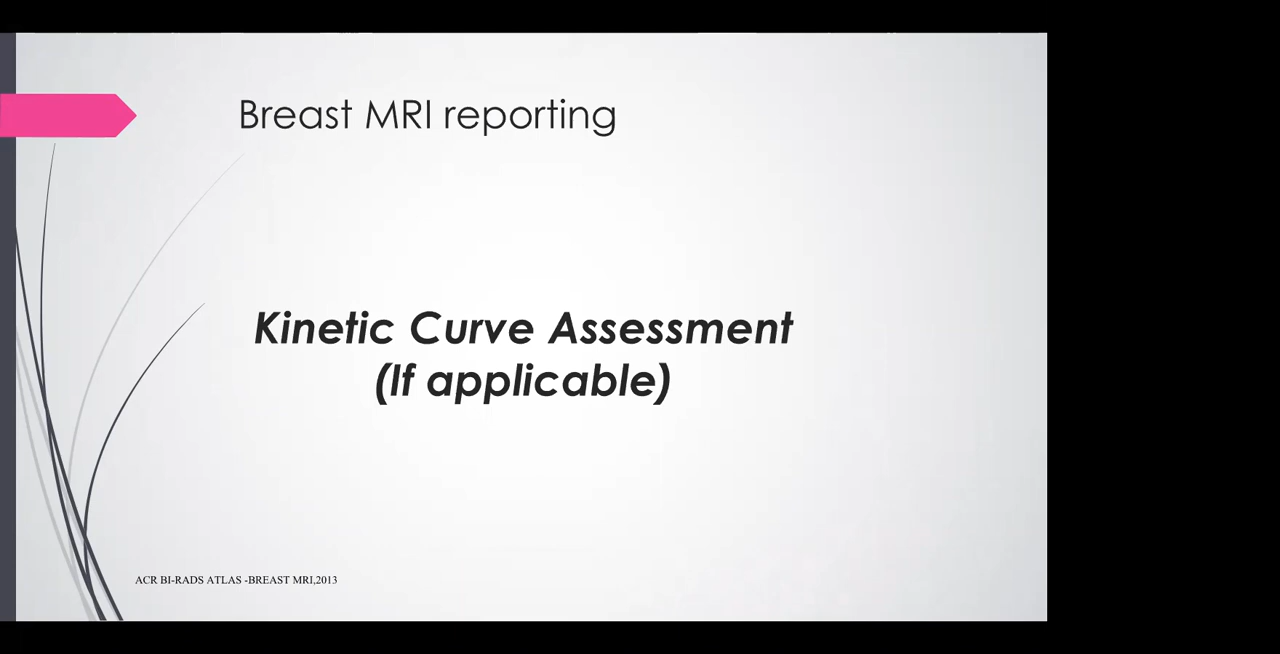 Breast MRI reporting
Kinetic Curve Assessment
(If applicable)
ACR BI-RADS ATLAS -BREAST MRI,2013